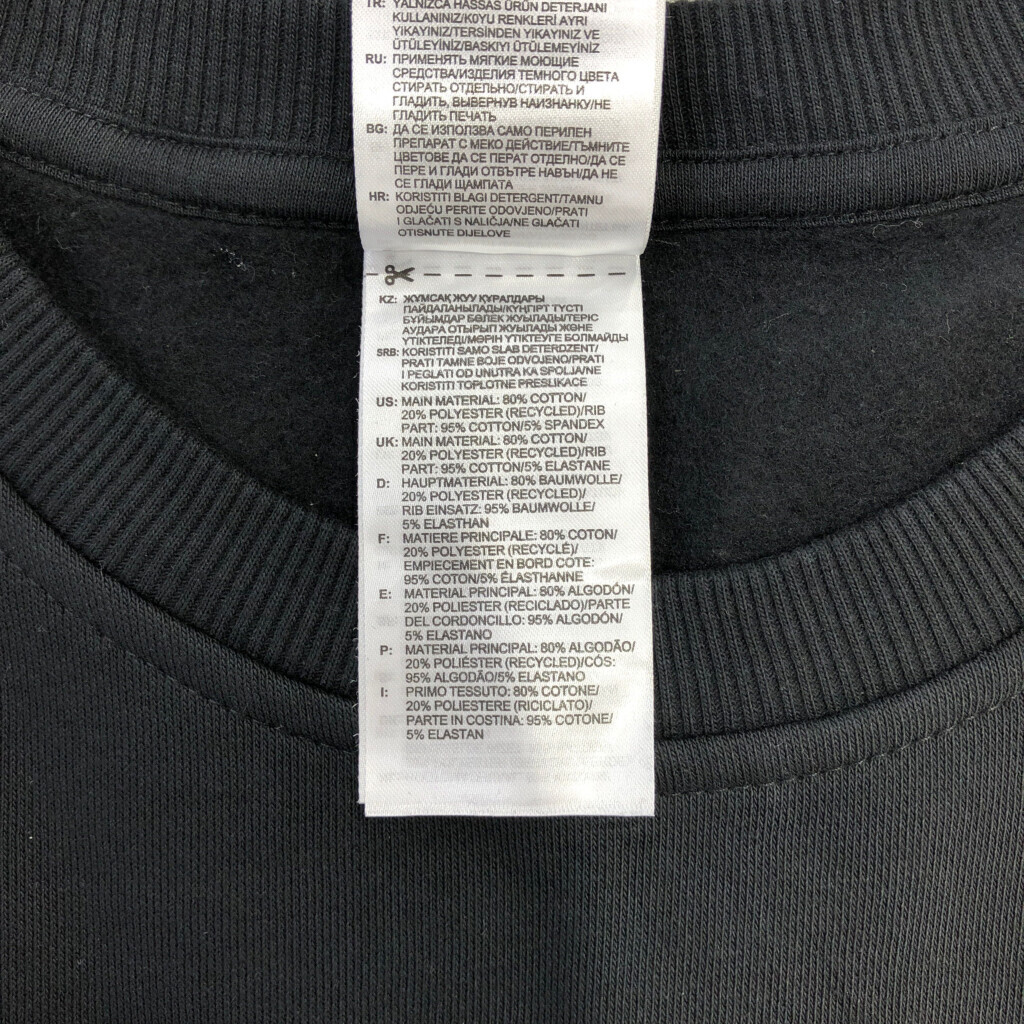 TR: YALNIZCA HASSAS ÜRÜN DETERJANI
KULLANINIZ/KOYU RENKLERİ AYRI
YIKAYINIZ/TERSİNDEN YIKAYINIZ VE
ÜTÜLEYİNİZ/BASKIYI ÜTÜLEMEYİNİZ
RU: ПРИМЕНЯТЬ МЯГКИЕ МОЮЩИЕ
СРЕДСТВА/ИЗДЕЛИЯ ТЕМНОГО ЦВЕТА
СТИРАТЬ ОТДЕЛЬНО/СТИРАТЬ И
ГЛАДИТЬ, ВЫВЕРНУВ НАИЗНАНКУ/НЕ
ГЛАДИТЬ ПЕЧАТЬ
BG: ДА СЕ ИЗПОЛЗВА САМО ПЕРИЛЕН
ПРЕПАРАТ С МЕКО ДЕЙСТВИЕ/ТЪМНИТЕ
ЦВЕТОВЕ ДА СЕ ПЕРАТ ОТДЕЛНО/ДА СЕ
ПЕРЕ И ГЛАДИ ОТВЪТРЕ НАВЪН/ДА НЕ
СЕ ГЛАДИ ЩАМПАТА
HR: KORISTITI BLAGI DETERGENT/TAMNU
ODJEĆU PERITE ODOVOJENO/PRATI
I GLAČATI S NALIČJA/NE GLAČATI
OTISNUTE DIJELOVE
KZ: ЖҰМСАҚ ЖУУ ҚҰРАЛДАРЫ
ПАЙДАЛАНЫЛАДЫ/КҮҢГІРТ ТҮСТІ
БҰЙЫМДАР БӨЛЕК ЖУЫЛАДЫ/ТЕРІС
АУДАРА ОТЫРЫП ЖУЫЛАДЫ ЖӘНЕ
ҮТІКТЕЛЕДІ/МӨРІН ҮТІКТЕУГЕ БОЛМАЙДЫ
SRB: KORISTITI SAMO SLAB DETERDZENT/
PRATI TAMNE BOJE ODVOJENO/PRATI
I PEGLATI OD UNUTRA KA SPOLJA/NE
KORISTITI TOPLOTNE PRESLIKACE
US: MAIN MATERIAL: 80% COTTON/
20% POLYESTER (RECYCLED)/RIB
PART: 95% COTTON/5% SPANDEX
UK: MAIN MATERIAL: 80% COTTON/
20% POLYESTER (RECYCLED)/RIB
PART: 95% COTTON/5% ELASTANE
D: HAUPTMATERIAL: 80% BAUMWOLLE/
20% POLYESTER (RECYCLED)/
RIB EINSATZ: 95% BAUMWOLLE/
5% ELASTHAN
F: MATIERE PRINCIPALE: 80% COTON/
20% POLYESTER (RECYCLÉ)/
EMPIECEMENT EN BORD COTE:
95% COTON/5% ÉLASTHANNE
E: MATERIAL PRINCIPAL: 80% ALGODÓN/
20% POLIESTER (RECICLADO)/PARTE
DEL CORDONCILLO: 95% ALGODÓN/
5% ELASTANO
P: MATERIAL PRINCIPAL: 80% ALGODÃO/
20% POLIÉSTER (RECYCLED)/CÓS:
95% ALGODÃO/5% ELASTANO
I: PRIMO TESSUTO: 80% COTONE/
20% POLIESTERE (RICICLATO)/
PARTE IN COSTINA: 95% COTONE/
5% ELASTAN